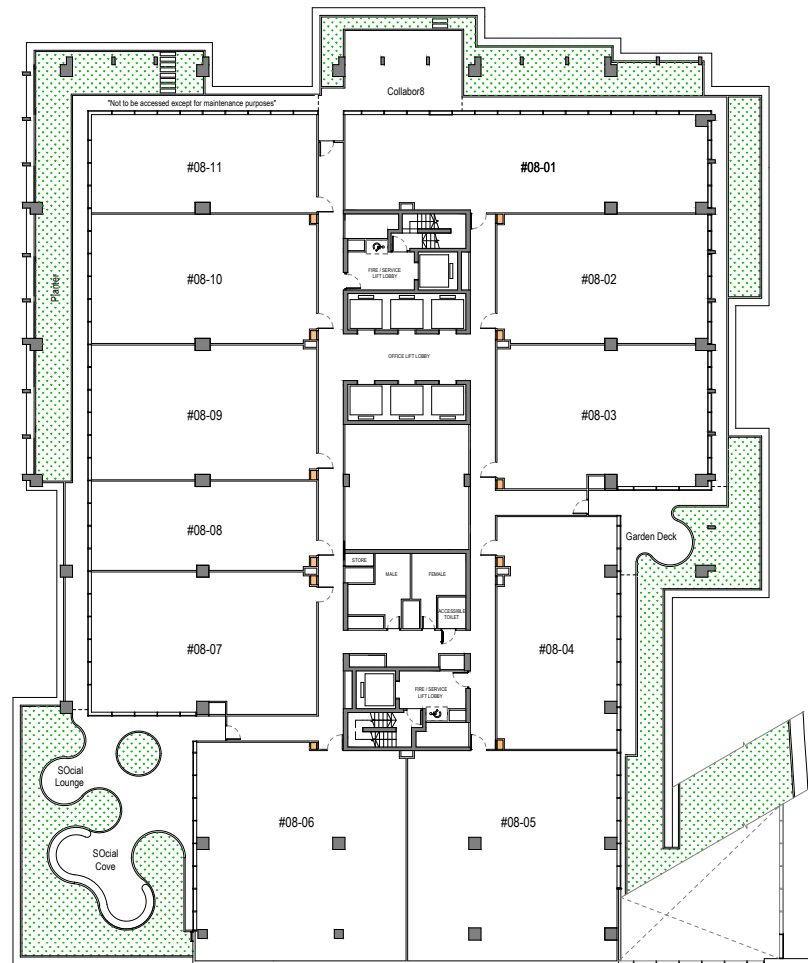 Collabor8
"Not to be accessed except for maintenance purposes"
#08-11
#08-01
FIRE / SERVICE
LIFT LOBBY
#08-10
#08-02
Planter
OFFICE LIFT LOBBY
#08-09
#08-03
#08-08
Garden Deck
STORE
MALE
FEMALE
ACCESSIBLE
TOILET
#08-07
#08-04
FIRE / SERVICE
LIFT LOBBY
SOcial
Lounge
#08-06
#08-05
SOcial
Cove